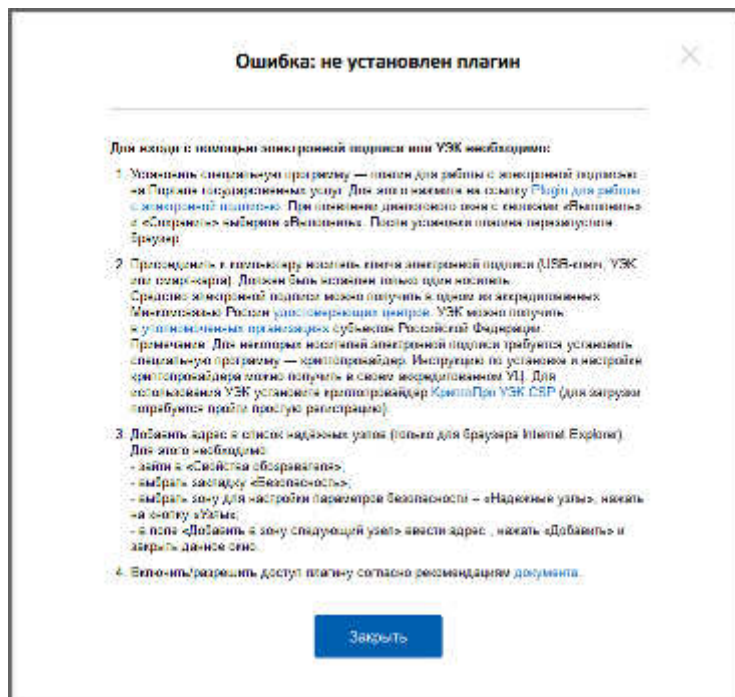 Ошибка: не установлен плагин
Для входа с помощью электронной подписи или УЭК необходимо:
1. Установить специальную программу — плагин для работы с электронной подписью
на Портале государственных услуг. Для этого нажмите на ссылку Plugin для работы
с электронной подписью. При появлении диалогового окна с кнопками «Выполнить»
и «Сохранить» выберите «Выполнить». После установки плагина перезапустите
браузер.
2. Присоединить к компьютеру носитель ключа электронной подписи (USB-ключ, УЭК
или смарт-карта). Должен быть вставлен только один носитель.
Средство электронной подписи можно получить в одном из аккредитованных
Минкомсвязью России удостоверяющих центров. УЭК можно получить
в уполномоченных организациях субъектов Российской Федерации.
Примечание. Для некоторых носителей электронной подписи требуется установить
специальную программу — криптопровайдер. Инструкцию по установке и настройке
криптопровайдера можно получить в своем аккредитованном УЦ. Для
использования УЭК установите криптопровайдер КриптоПро УЭК CSP (для загрузки
потребуется пройти простую регистрацию).
3. Добавить адрес в список надёжных узлов (только для браузера Internet Explorer).
Для этого необходимо:
- зайти в «Свойства обозревателя»;
- выбрать закладку «Безопасность»;
- выбрать зону для настройки параметров безопасности – «Надежные узлы», нажать
на кнопку «Узлы»;
- в поле «Добавить в зону следующий узел» ввести адрес , нажать «Добавить» и
закрыть данное окно.
4. Включить/разрешить доступ плагину согласно рекомендациям документа.
Закрыть